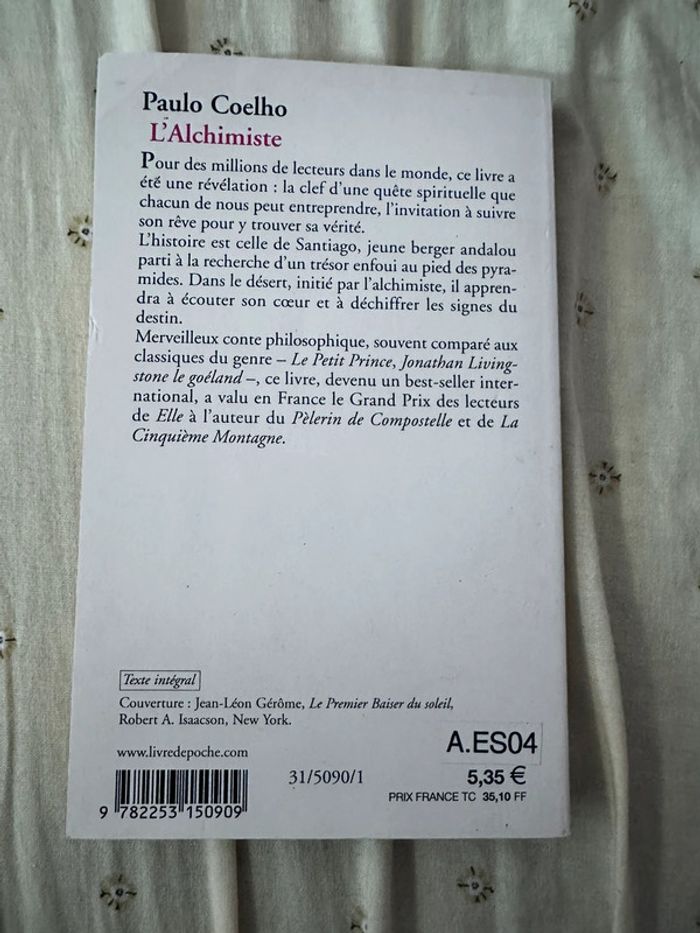 Paulo Coelho
L'Alchimiste
Pour des millions de lecteurs dans le monde, ce livre a
été une révélation : la clef d'une quête spirituelle que
chacun de nous peut entreprendre, l'invitation à suivre
son rêve pour y trouver sa vérité.
L'histoire est celle de Santiago, jeune berger andalou
parti à la recherche d'un trésor enfoui au pied des pyra-
mides. Dans le désert, initié par l'alchimiste, il appren-
dra à écouter son cœur et à déchiffrer les signes du
destin.
Merveilleux conte philosophique, souvent comparé aux
classiques du genre – Le Petit Prince, Jonathan Living-
stone le goéland –, ce livre, devenu un best-seller inter-
national, a valu en France le Grand Prix des lecteurs
de Elle à l'auteur du Pèlerin de Compostelle et de La
Cinquième Montagne.
Texte intégral
Couverture : Jean-Léon Gérôme, Le Premier Baiser du soleil,
Robert A. Isaacson, New York.
www.livredepoche.com
A.ES04
31/5090/1
5,35 €
PRIX FRANCE TC 35,10 FF
9 782253 150909